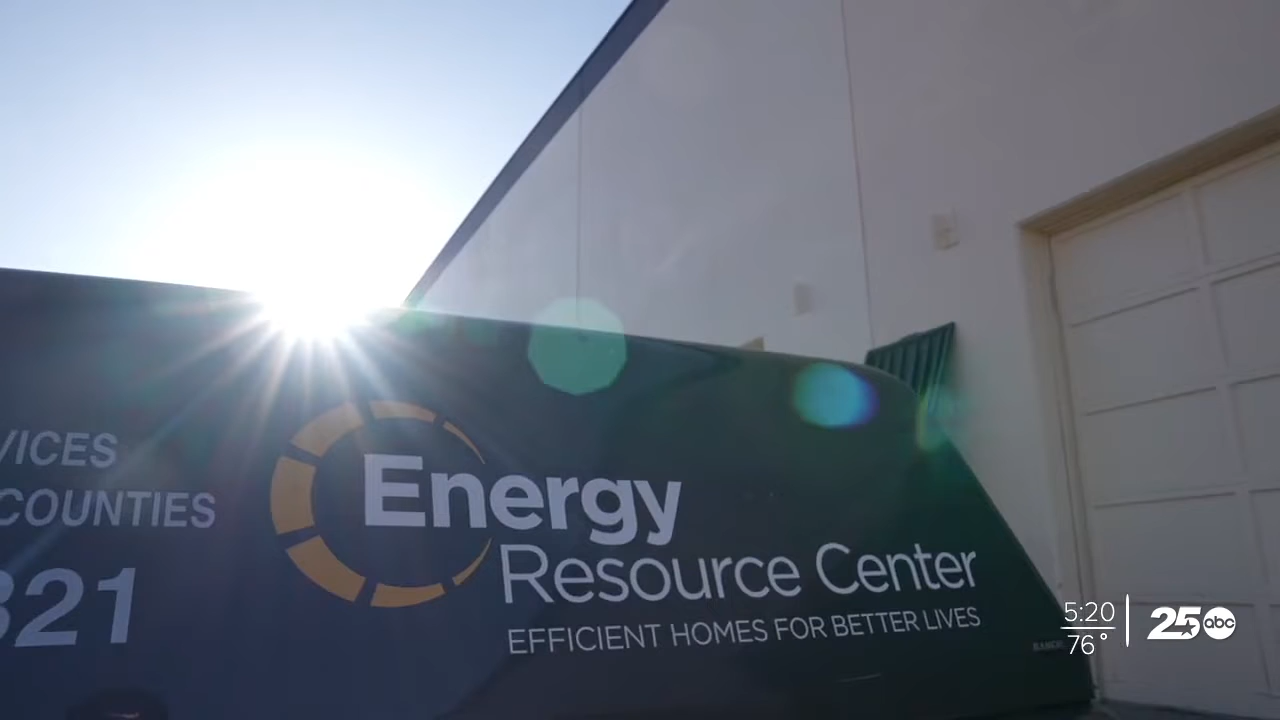 VICES
COUNTIES
321
Energy
Resource Center
EFFICIENT HOMES FOR BETTER LIVES
5:20
76°
25 abc